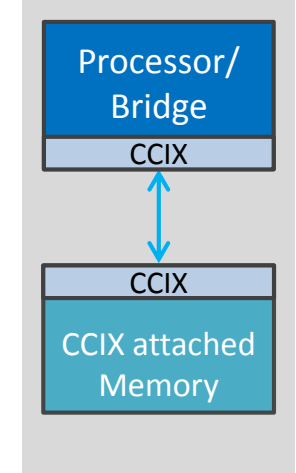 Processor/
Bridge
CCIX
CCIX
CCIX attached
Memory